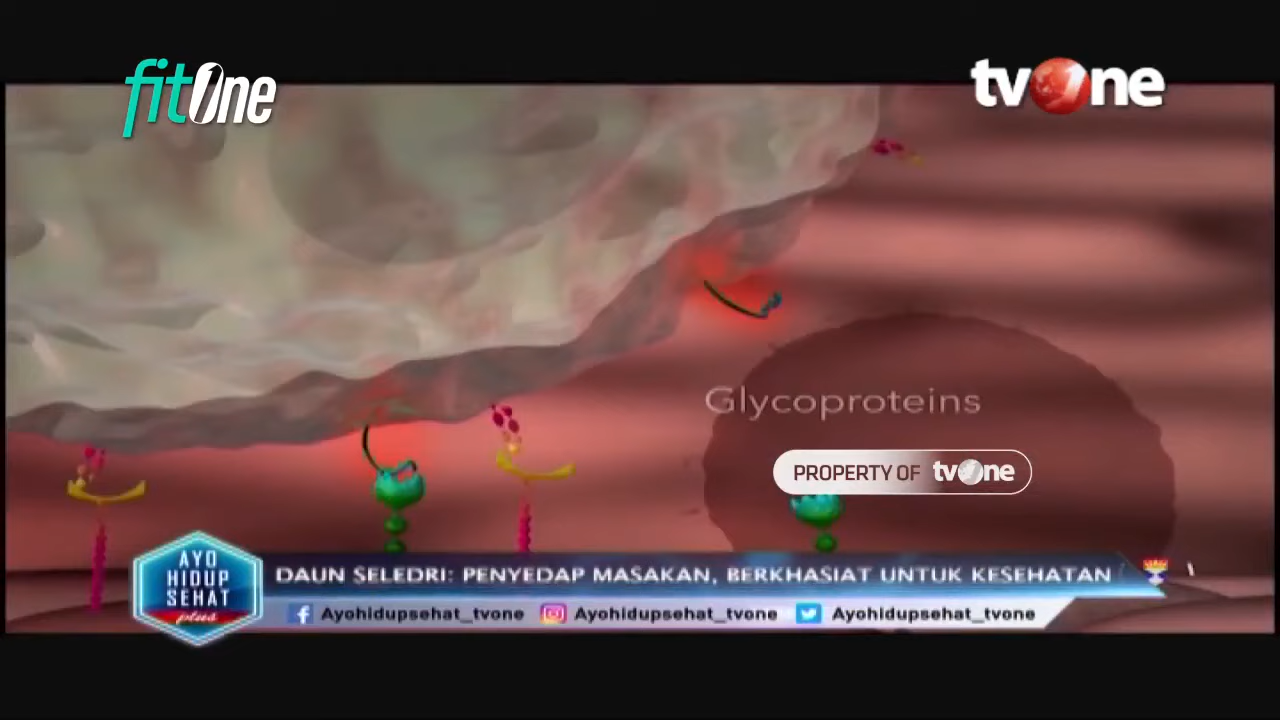 fitOne
tvOne
Glycoproteins
PROPERTY OF tvOne
AYO
HIDUP
SEHAT
plus
DAUN SELEDRI: PENYEDAP MASAKAN, BERKHASIAT UNTUK KESEHATAN
Ayohidupsehat_tvone Ayohidupsehat_tvone Ayohidupsehat_tvone